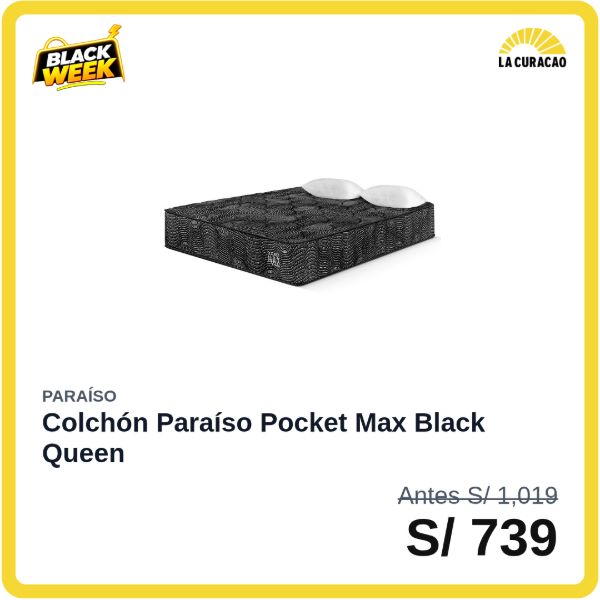 BLACK
WEEK
LA CURACAO
PARAÍSO
Colchón Paraíso Pocket Max Black
Queen
Antes S/ 1,019
S/ 739